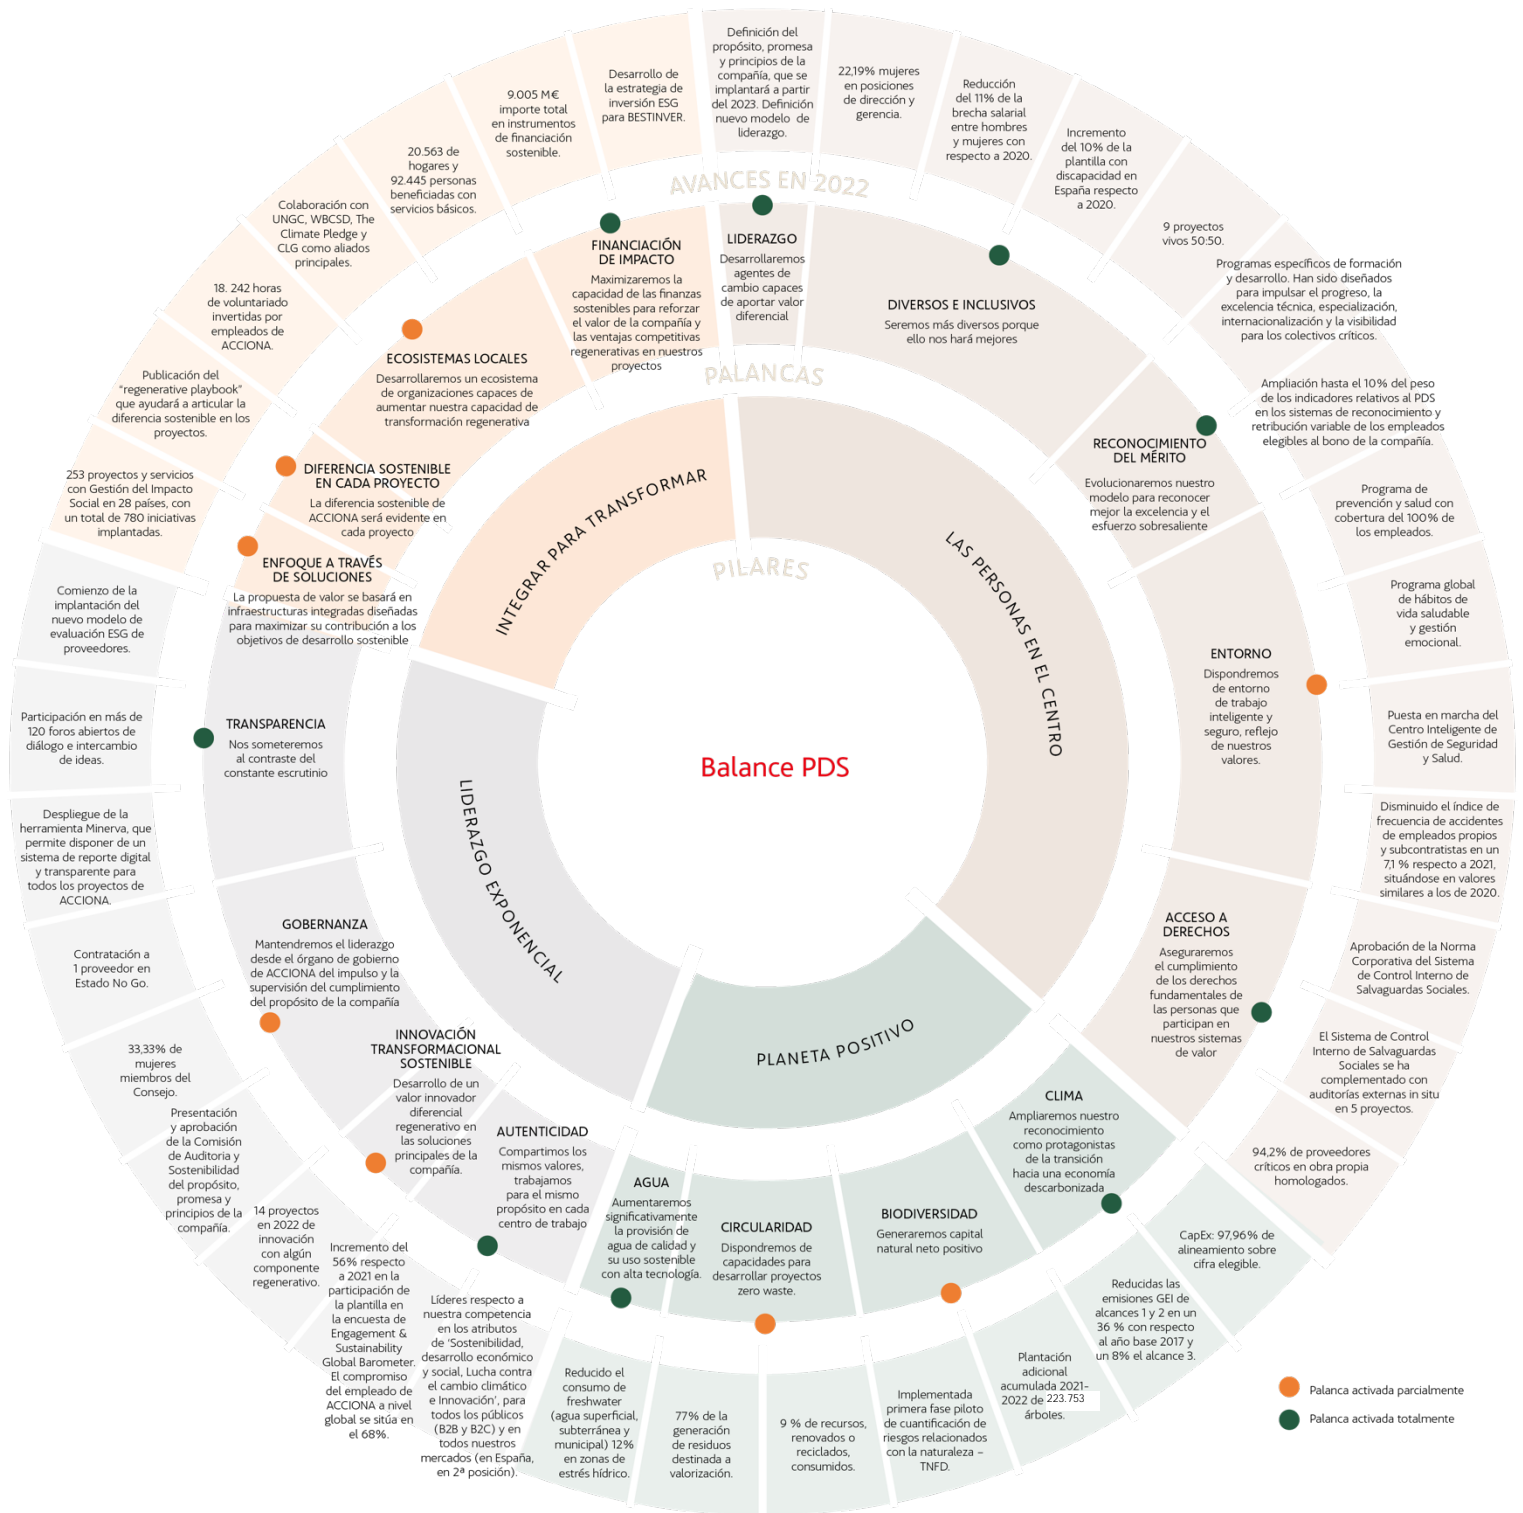 Definición del
propósito, promesa
y principios de la
compañía, que se
implantará a partir
del 2023. Definición
nuevo modelo de
liderazgo.
22,19% mujeres
en posiciones
de dirección y
gerencia.
Reducción
del 11% de la
brecha salarial
entre hombres
y mujeres con
respecto a 2020.
Incremento
del 10% de la
plantilla con
discapacidad en
España respecto
a 2020.
9 proyectos
vivos 50:50.
Programas específicos de formación
y desarrollo. Han sido diseñados
para impulsar el progreso, la
excelencia técnica, especialización,
internacionalización y la visibilidad
para los colectivos críticos.
Ampliación hasta el 10% del peso
de los indicadores relativos al PDS
en los sistemas de reconocimiento y
retribución variable de los empleados
elegibles al bono de la compañía.
Programa de
prevención y salud con
cobertura del 100% de
los empleados.
Programa global
de hábitos de
vida saludable
y gestión
emocional.
Puesta en marcha del
Centro Inteligente de
Gestión de Seguridad
y Salud.
Disminuido el índice de
frecuencia de accidentes
de empleados propios
y subcontratistas en un
7,1 % respecto a 2021,
situándose en valores
similares a los de 2020.
Aprobación de la Norma
Corporativa del Sistema
de Control Interno de
Salvaguardas Sociales.
El Sistema de Control
Interno de Salvaguardas
Sociales se ha
complementado con
auditorías externas in situ
en 5 proyectos.
94,2% de proveedores
críticos en obra propia
homologados.
CapEx: 97,96% de
alineamiento sobre
cifra elegible.
Reducidas las
emisiones GEI de
alcances 1 y 2 en un
36 % con respecto
al año base 2017 y
un 8% el alcance 3.
Plantación
adicional
acumulada 2021-
2022 de 223.753
árboles.
Implementada
primera fase piloto
de cuantificación de
riesgos relacionados
con la naturaleza –
TNFD.
9 % de recursos,
renovados o
reciclados,
consumidos.
77% de la
generación
de residuos
destinada a
valorización.
Reducido el
consumo de
freshwater
(agua superficial,
subterránea y
municipal) 12%
en zonas de
estrés hídrico.
Líderes respecto a
nuestra competencia
en los atributos
de ‘Sostenibilidad,
desarrollo económico
y social, Lucha contra
el cambio climático
e Innovación’, para
todos los públicos
(B2B y B2C) y en
todos nuestros
mercados (en España,
en 2ª posición).
Incremento del
56% respecto
a 2021 en la
participación de
la plantilla en
la encuesta de
Engagement &
Sustainability
Global Barometer.
El compromiso
del empleado de
ACCIONA a nivel
global se sitúa en
el 68%.
14 proyectos
en 2022 de
innovación
con algún
componente
regenerativo.
Presentación
y aprobación
de la Comisión
de Auditoria y
Sostenibilidad
del propósito,
promesa y
principios de la
compañía.
33,33% de
mujeres
miembros del
Consejo.
Contratación a
1 proveedor en
Estado No Go.
Despliegue de la
herramienta Minerva, que
permite disponer de un
sistema de reporte digital
y transparente para
todos los proyectos de
ACCIONA.
Participación en más de
120 foros abiertos de
diálogo e intercambio
de ideas.
Comienzo de la
implantación del
nuevo modelo de
evaluación ESG de
proveedores.
253 proyectos y servicios
con Gestión del Impacto
Social en 28 países, con
un total de 780 iniciativas
implantadas.
Publicación del
“regenerative playbook”
que ayudará a articular la
diferencia sostenible en los
proyectos.
18. 242 horas
de voluntariado
invertidas por
empleados de
ACCIONA.
Colaboración con
UNGC, WBCSD, The
Climate Pledge y
CLG como aliados
principales.
20.563 de
hogares y
92.445 personas
beneficiadas con
servicios básicos.
9.005 M€
importe total
en instrumentos
de financiación
sostenible.
Desarrollo de
la estrategia de
inversión ESG
para BESTINVER.
AVANCES EN 2022
LIDERAZGO
Desarrollaremos
agentes de
cambio capaces
de aportar valor
diferencial
DIVERSOS E INCLUSIVOS
Seremos más diversos porque
ello nos hará mejores
RECONOCIMIENTO
DEL MÉRITO
Evolucionaremos nuestro
modelo para reconocer
mejor la excelencia y el
esfuerzo sobresaliente
ENTORNO
Dispondremos
de entorno
de trabajo
inteligente y
seguro, reflejo
de nuestros
valores.
ACCESO A
DERECHOS
Aseguraremos
el cumplimiento
de los derechos
fundamentales de
las personas que
participan en
nuestros sistemas
de valor
CLIMA
Ampliaremos nuestro
reconocimiento
como protagonistas
de la transición
hacia una economía
descarbonizada
BIODIVERSIDAD
Generaremos capital
natural neto positivo
CIRCULARIDAD
Dispondremos de
capacidades para
desarrollar proyectos
zero waste.
AGUA
Aumentaremos
significativamente
la provisión de
agua de calidad y
su uso sostenible
con alta tecnología.
AUTENTICIDAD
Compartimos los
mismos valores,
trabajamos
para el mismo
propósito en cada
centro de trabajo
INNOVACIÓN
TRANSFORMACIONAL
SOSTENIBLE
Desarrollo de un
valor innovador
diferencial
regenerativo en
las soluciones
principales de la
compañía.
GOBERNANZA
Mantendremos el liderazgo
desde el órgano de gobierno
de ACCIONA del impulso y la
supervisión del cumplimiento
del propósito de la compañía
TRANSPARENCIA
Nos someteremos
al contraste del
constante escrutinio
ENFOQUE A TRAVÉS
DE SOLUCIONES
La propuesta de valor se basará en
infraestructuras integradas diseñadas
para maximizar su contribución a los
objetivos de desarrollo sostenible
DIFERENCIA SOSTENIBLE
EN CADA PROYECTO
La diferencia sostenible de
ACCIONA será evidente en
cada proyecto
ECOSISTEMAS LOCALES
Desarrollaremos un ecosistema
de organizaciones capaces de
aumentar nuestra capacidad de
transformación regenerativa
FINANCIACIÓN
DE IMPACTO
Maximizaremos la
capacidad de las finanzas
sostenibles para reforzar
el valor de la compañía y
las ventajas competitivas
regenerativas en nuestros
proyectos
PALANCAS
INTEGRAR PARA TRANSFORMAR
LAS PERSONAS EN EL CENTRO
PLANETA POSITIVO
LIDERAZGO EXPONENCIAL
PILARES
Balance PDS
Palanca activada parcialmente
Palanca activada totalmente